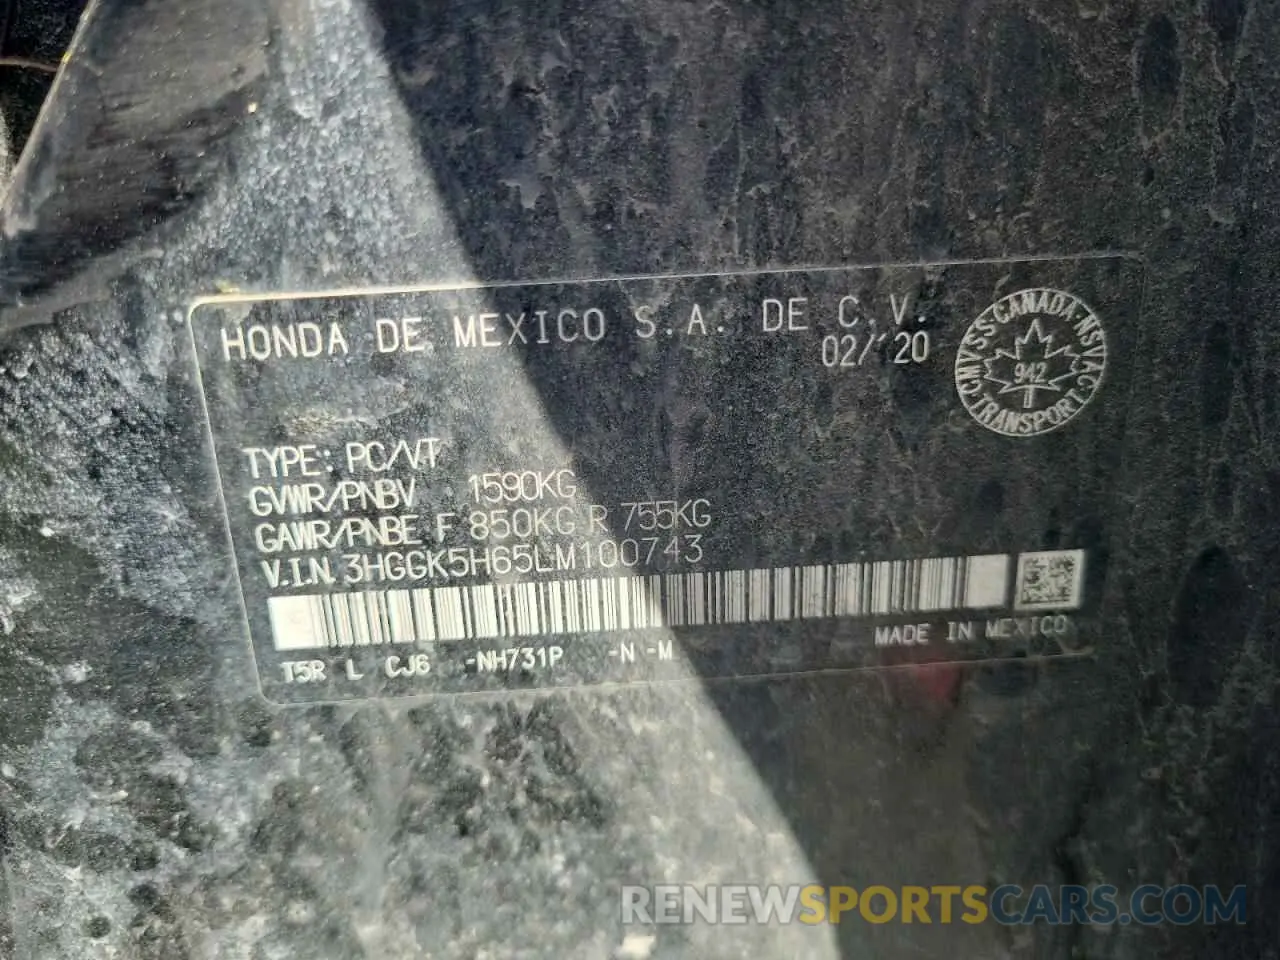 HONDA DE MEXICO S.A. DE C.V.
02/'20
CMVSS CANADA-NSVAC
942
TRANSPORT
TYPE: PC/VT
GVWR/PNBV 1590KG
GAWR/PNBE F 850KG R 755KG
V.I.N. 3HGGK5H65LM100743
T5R L CJ6 -NH731P -N -M
MADE IN MEXICO
RENEWSPORTSCARS.COM